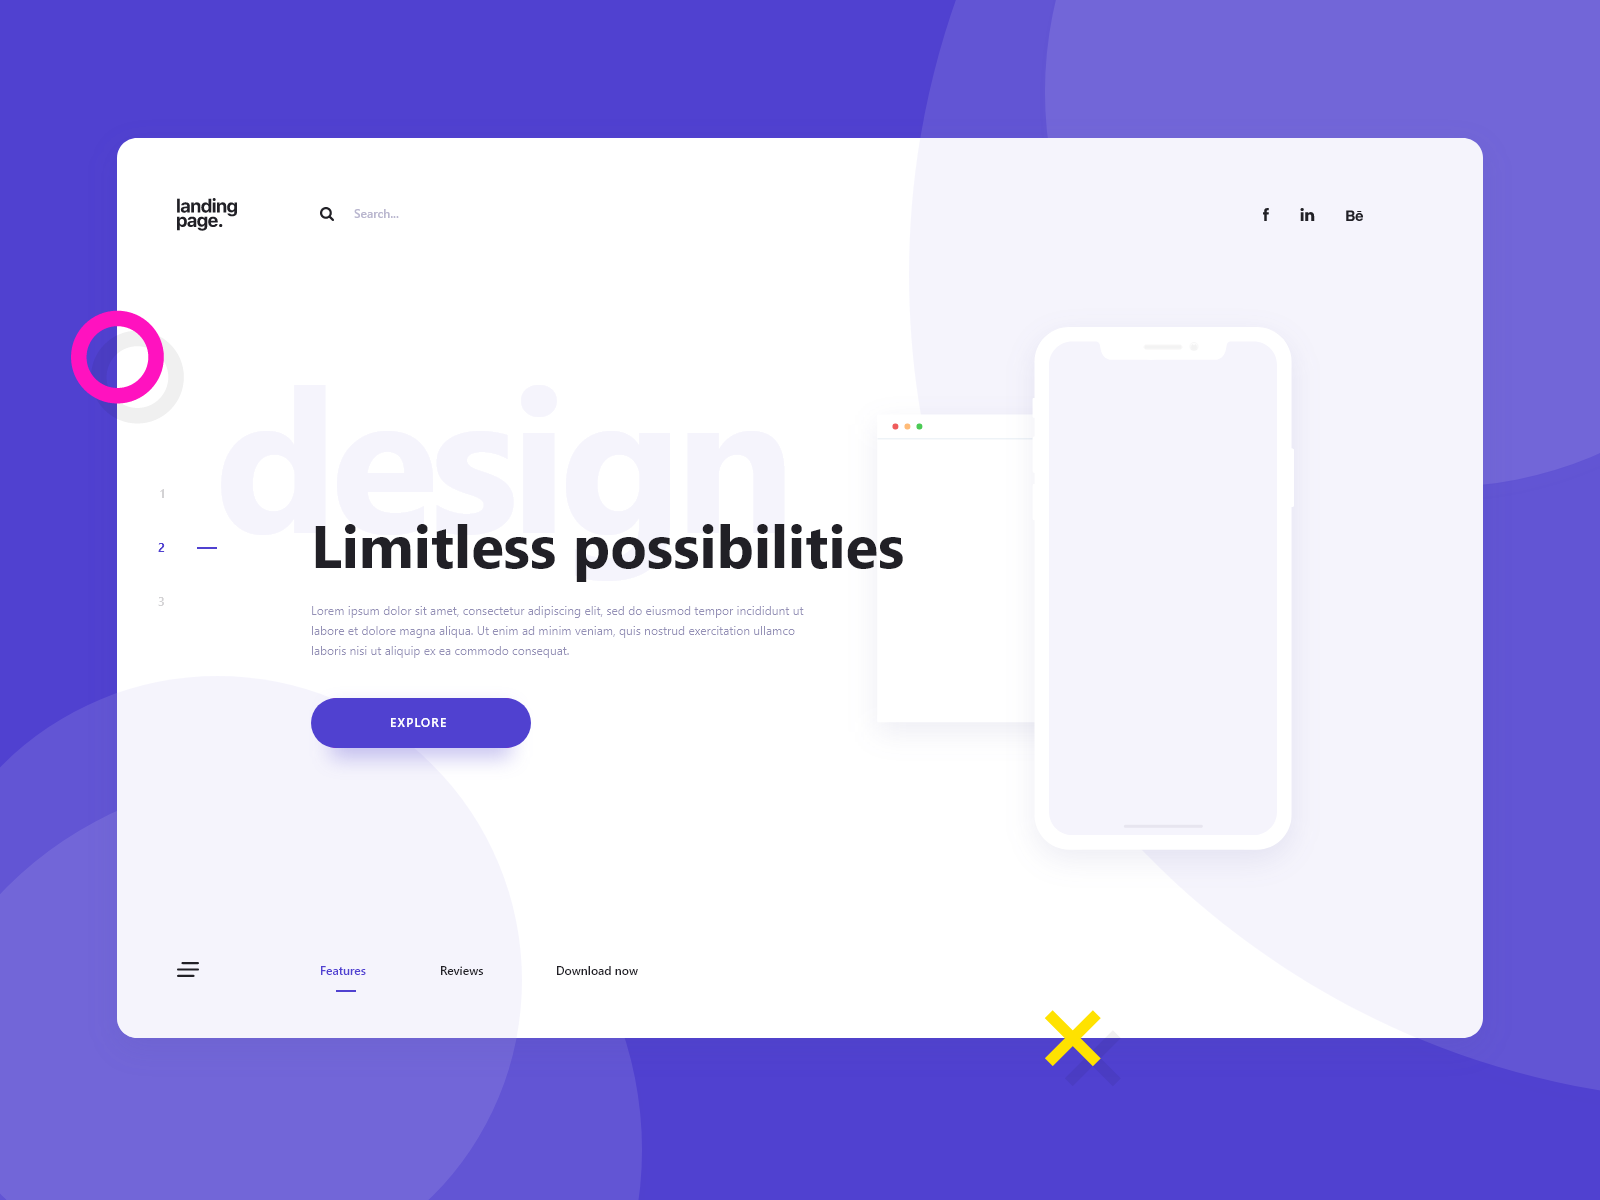 landing
page.
Search...
f
in
Bē
design
1
2
3
Limitless possibilities
Lorem ipsum dolor sit amet, consectetur adipiscing elit, sed do eiusmod tempor incididunt ut
labore et dolore magna aliqua. Ut enim ad minim veniam, quis nostrud exercitation ullamco
laboris nisi ut aliquip ex ea commodo consequat.
EXPLORE
Features
Reviews
Download now